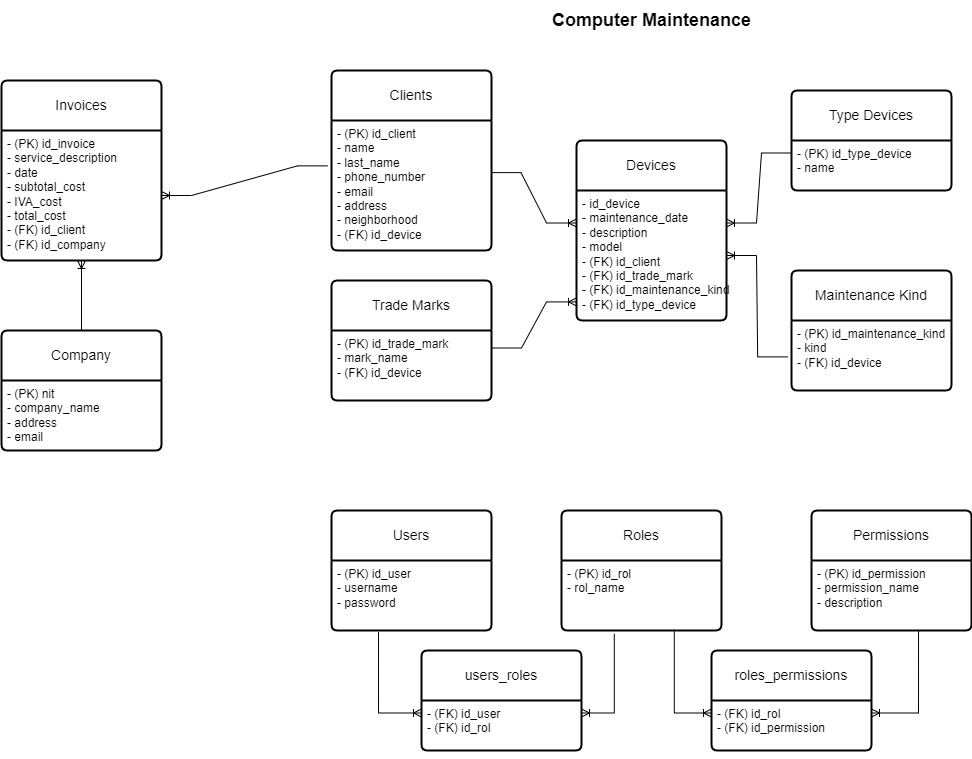 Computer Maintenance
Invoices
- (PK) id_invoice
- service_description
- date
- subtotal_cost
- IVA_cost
- total_cost
- (FK) id_client
- (FK) id_company
Clients
- (PK) id_client
- name
- last_name
- phone_number
- email
- address
- neighborhood
- (FK) id_device
Devices
- id_device
- maintenance_date
- description
- model
- (FK) id_client
- (FK) id_trade_mark
- (FK) id_maintenance_kind
- (FK) id_type_device
Type Devices
- (PK) id_type_device
- name
Trade Marks
- (PK) id_trade_mark
- mark_name
- (FK) id_device
Maintenance Kind
- (PK) id_maintenance_kind
- kind
- (FK) id_device
Company
- (PK) nit
- company_name
- address
- email
Users
- (PK) id_user
- username
- password
Roles
- (PK) id_rol
- rol_name
Permissions
- (PK) id_permission
- permission_name
- description
users_roles
- (FK) id_user
- (FK) id_rol
roles_permissions
- (FK) id_rol
- (FK) id_permission